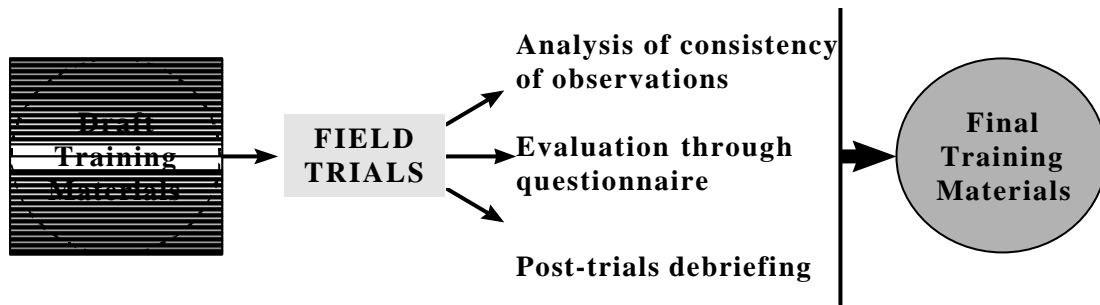 Draft
Training
Materials
FIELD
TRIALS
Analysis of consistency
of observations
Evaluation through
questionnaire
Post-trials debriefing
Final
Training
Materials